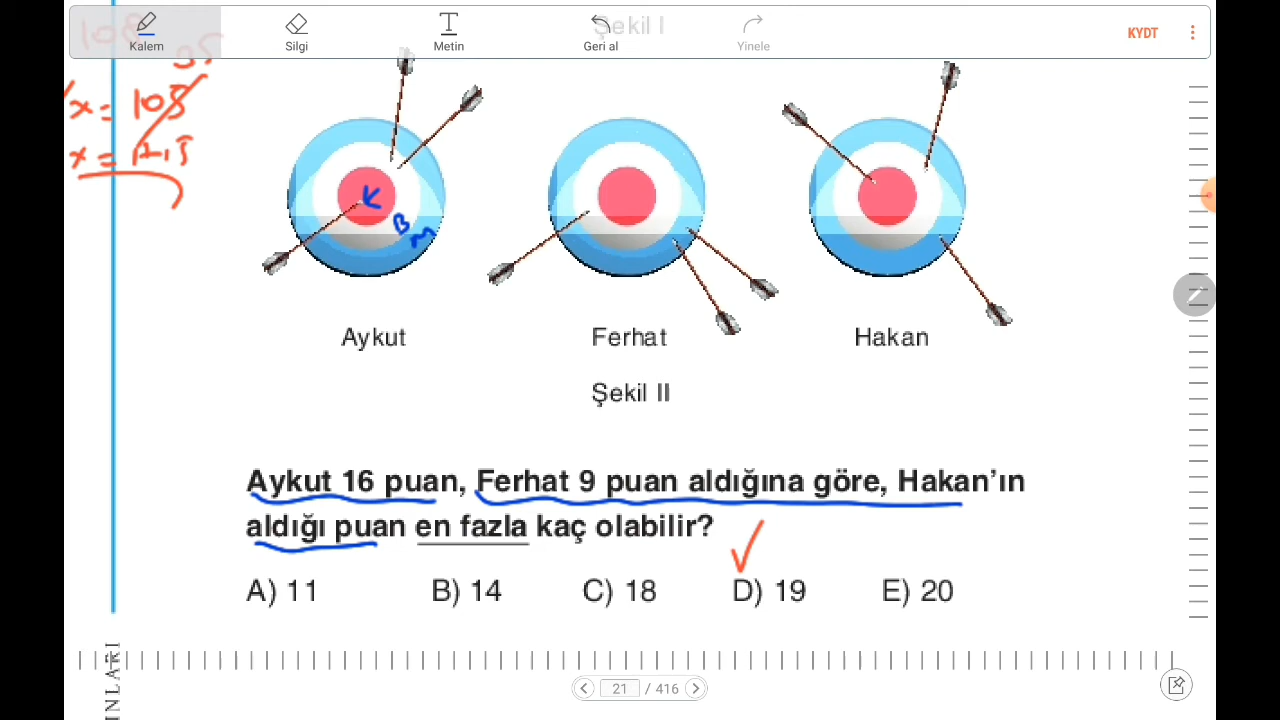 Şekil I
Kalem
Silgi
Metin
Geri al
Yinele
KYDT
x = 108
x = 12,5
K
B
M
Aykut
Ferhat
Hakan
Şekil II
Aykut 16 puan, Ferhat 9 puan aldığına göre, Hakan'ın
aldığı puan en fazla kaç olabilir?
A) 11 B) 14 C) 18 D) 19 E) 20
INLARI
21 / 416